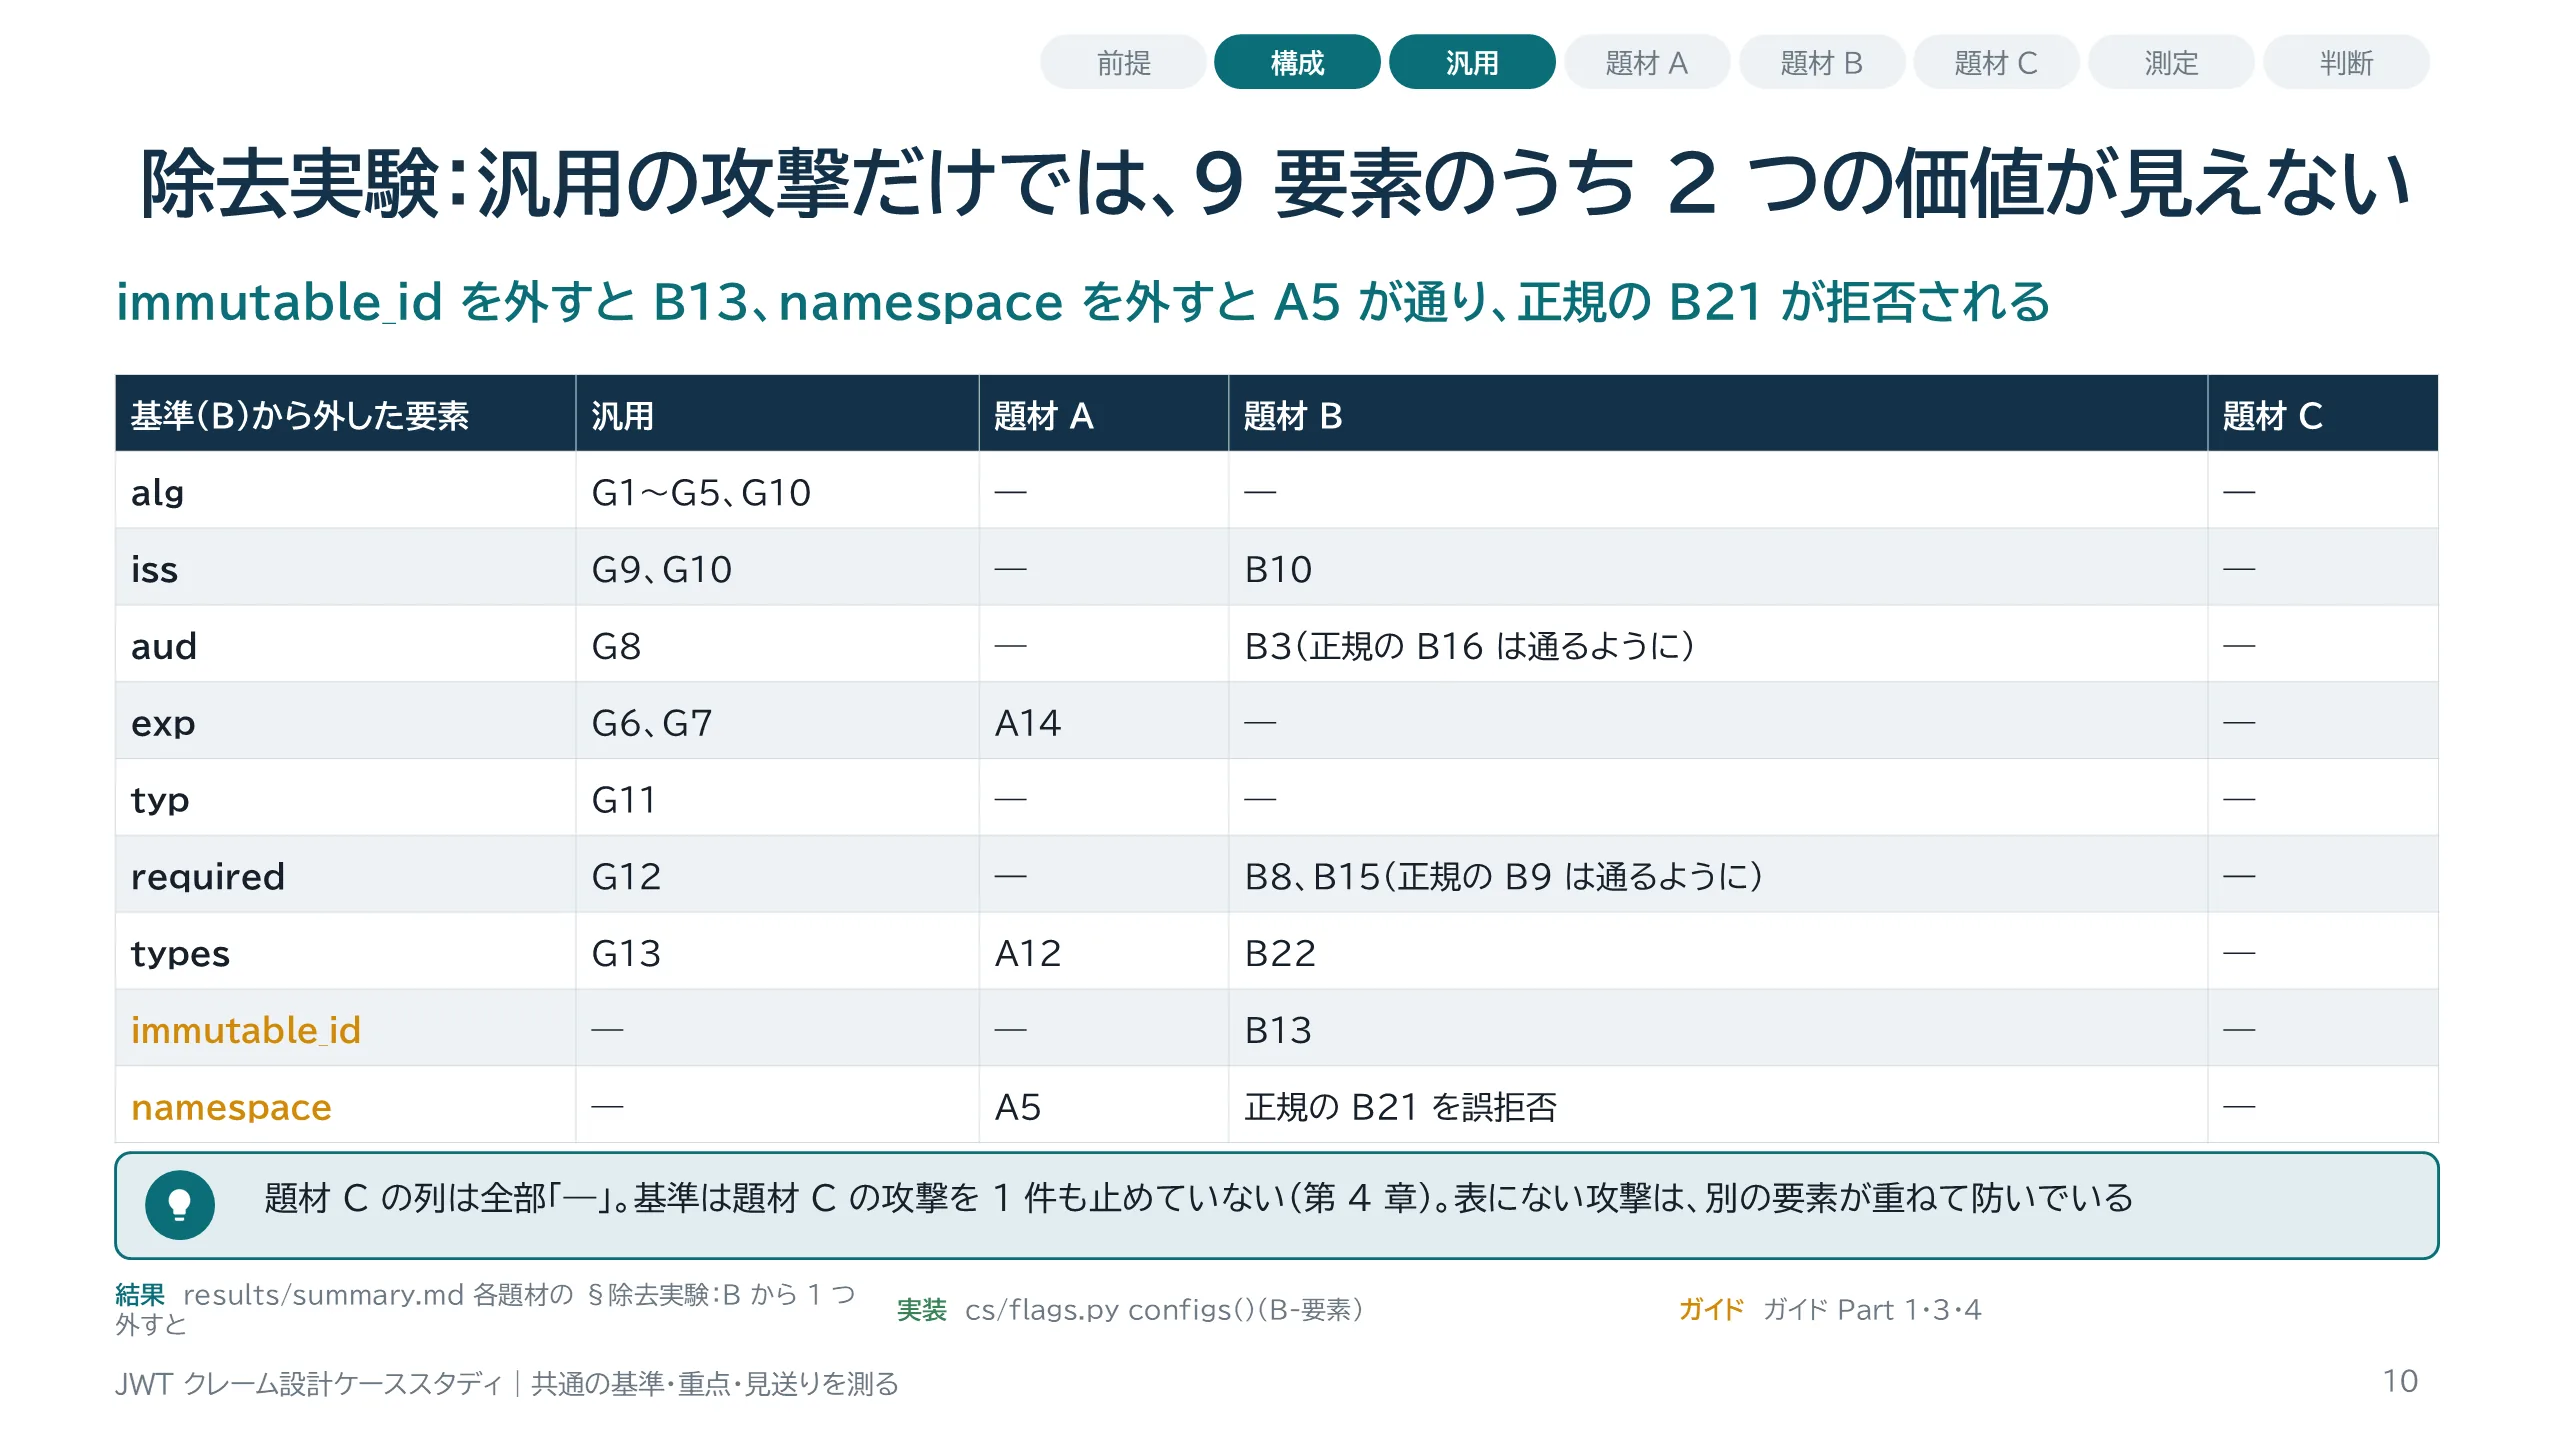 前提 構成 汎用 題材 A 題材 B 題材 C 測定 判断
除去実験：汎用の攻撃だけでは、9 要素のうち 2 つの価値が見えない
immutable_id を外すと B13、namespace を外すと A5 が通り、正規の B21 が拒否される
基準（B）から外した要素 汎用 題材 A 題材 B 題材 C
alg G1～G5、G10 — — —
iss G9、G10 — B10 —
aud G8 — B3（正規の B16 は通るように） —
exp G6、G7 A14 — —
typ G11 — — —
required G12 — B8、B15（正規の B9 は通るように） —
types G13 A12 B22 —
immutable_id — — B13 —
namespace — A5 正規の B21 を誤拒否 —
題材 C の列は全部「—」。基準は題材 C の攻撃を 1 件も止めていない（第 4 章）。表にない攻撃は、別の要素が重ねて防いでいる
結果 results/summary.md 各題材の §除去実験：B から 1 つ
外すと
実装 cs/flags.py configs()（B-要素）
ガイド ガイド Part 1・3・4
JWT クレーム設計ケーススタディ｜共通の基準・重点・見送りを測る
10